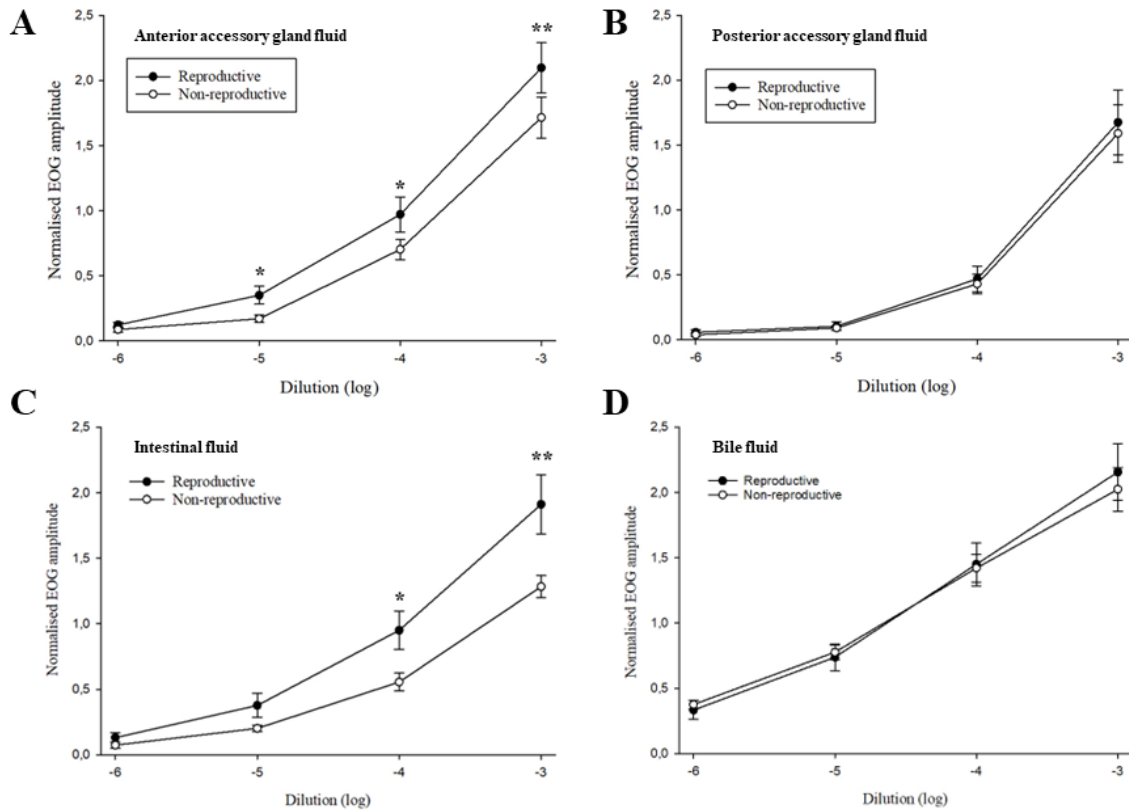 A
Anterior accessory gland fluid
Reproductive
Non-reproductive
Normalised EOG amplitude
2,5
2,0
1,5
1,0
0,5
0,0
*
*
**
-6 -5 -4 -3
Dilution (log)
B
Posterior accessory gland fluid
Reproductive
Non-reproductive
Normalised EOG amplitude
2,5
2,0
1,5
1,0
0,5
0,0
-6 -5 -4 -3
Dilution (log)
C
Intestinal fluid
Reproductive
Non-reproductive
Normalised EOG amplitude
2,5
2,0
1,5
1,0
0,5
0,0
*
**
-6 -5 -4 -3
Dilution (log)
D
Bile fluid
Reproductive
Non-reproductive
Normalised EOG amplitude
2,5
2,0
1,5
1,0
0,5
0,0
-6 -5 -4 -3
Dilution (log)